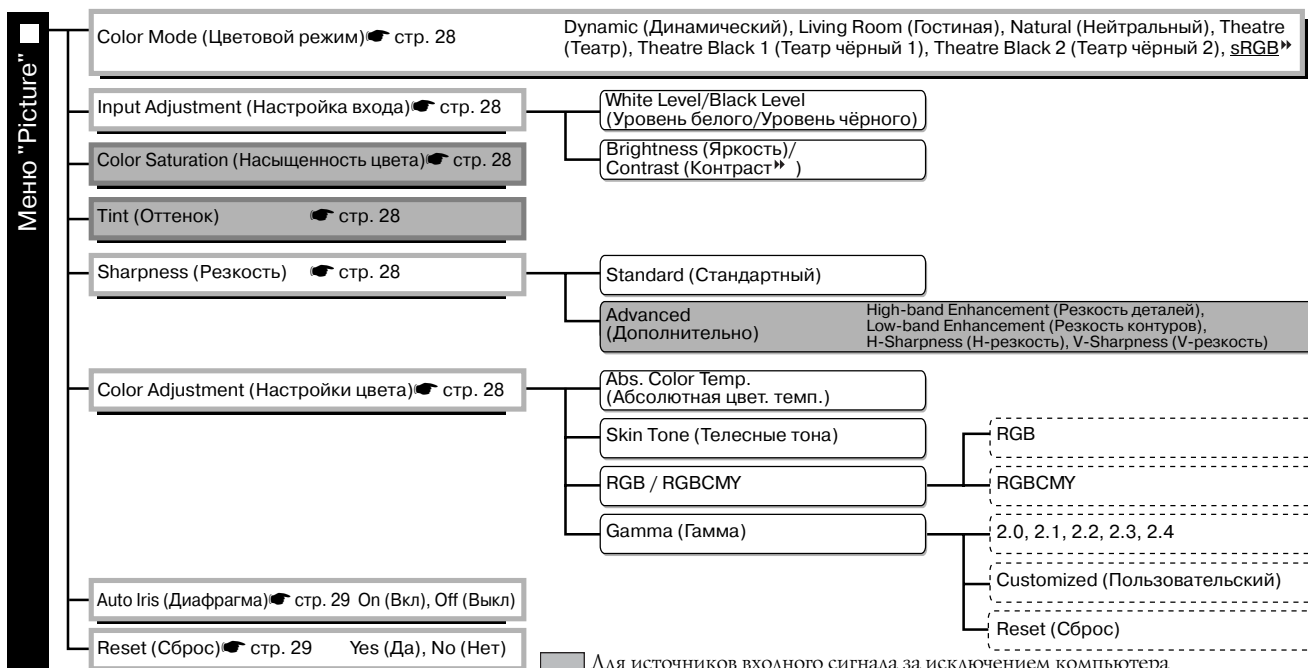 Меню "Picture"
Color Mode (Цветовой режим)☛ стр. 28
Dynamic (Динамический), Living Room (Гостиная), Natural (Нейтральный), Theatre
(Театр), Theatre Black 1 (Театр чёрный 1), Theatre Black 2 (Театр чёрный 2), sRGB
Input Adjustment (Настройка входа)☛ стр. 28
White Level/Black Level
(Уровень белого/Уровень чёрного)
Brightness (Яркость)/
Contrast (Контраст )
Color Saturation (Насыщенность цвета)☛ стр. 28
Tint (Оттенок) ☛ стр. 28
Sharpness (Резкость) ☛ стр. 28
Standard (Стандартный)
Advanced
(Дополнительно)
High-band Enhancement (Резкость деталей),
Low-band Enhancement (Резкость контуров),
H-Sharpness (H-резкость), V-Sharpness (V-резкость)
Color Adjustment (Настройки цвета)☛ стр. 28
Abs. Color Temp.
(Абсолютная цвет. темп.)
Skin Tone (Телесные тона)
RGB / RGBCMY
RGB
RGBCMY
Gamma (Гамма)
2.0, 2.1, 2.2, 2.3, 2.4
Customized (Пользовательский)
Reset (Сброс)
Auto Iris (Диафрагма)☛ стр. 29 On (Вкл), Off (Выкл)
Reset (Сброс)☛ стр. 29 Yes (Да), No (Нет)
Для источников входного сигнала за исключением компьютера